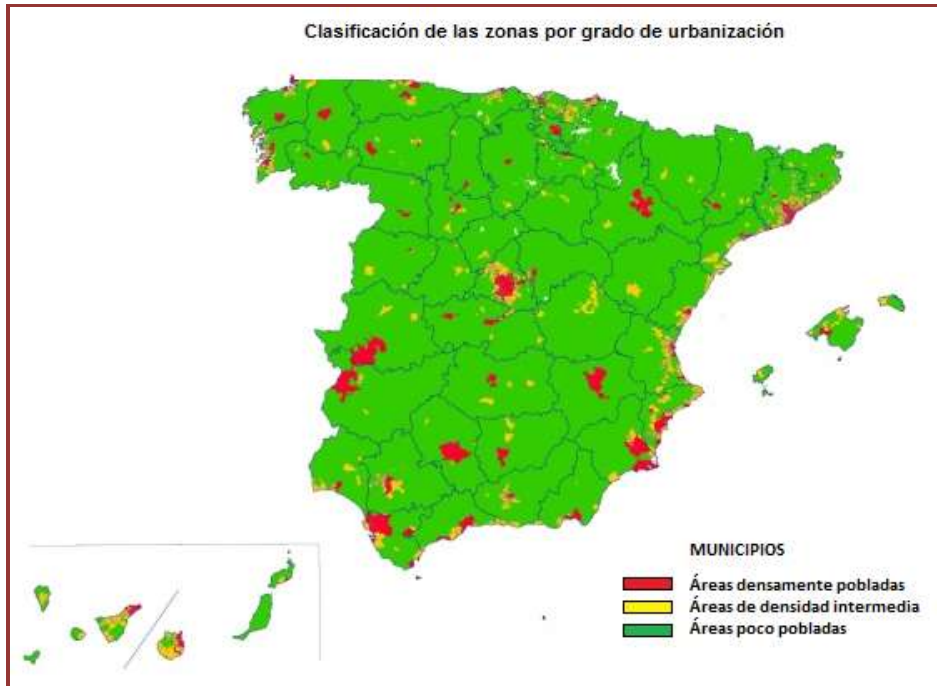 Clasificación de las zonas por grado de urbanización
MUNICIPIOS
Áreas densamente pobladas
Áreas de densidad intermedia
Áreas poco pobladas